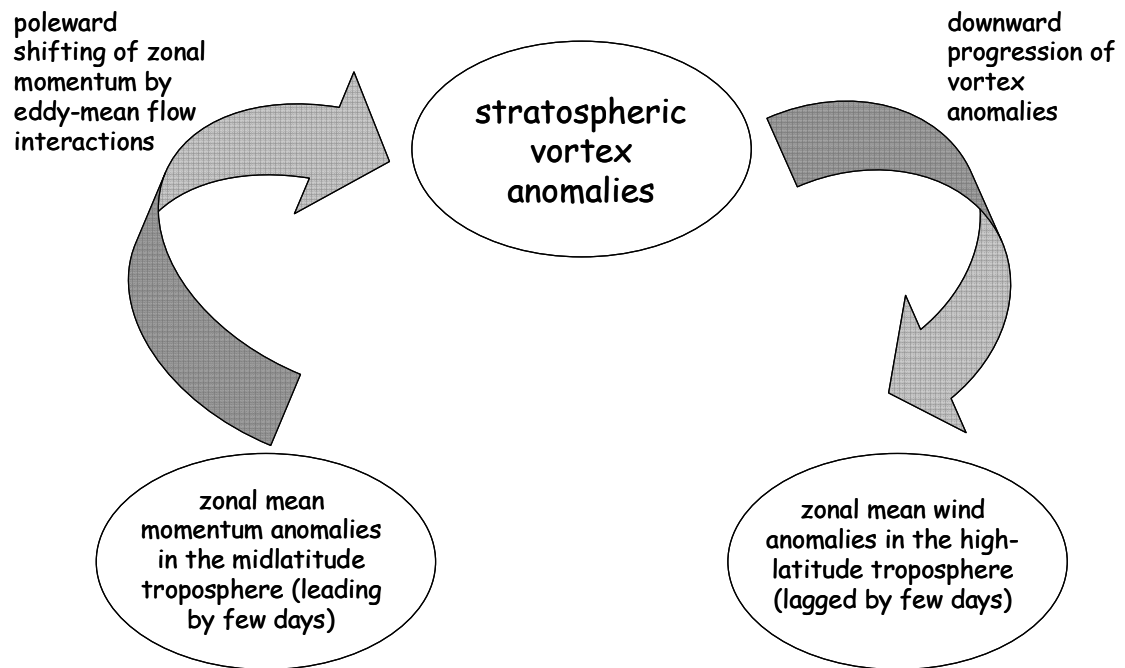 poleward
shifting of zonal
momentum by
eddy-mean flow
interactions
stratospheric
vortex
anomalies
downward
progression of
vortex
anomalies
zonal mean
momentum anomalies
in the midlatitude
troposphere (leading
by few days)
zonal mean wind
anomalies in the high-
latitude troposphere
(lagged by few days)